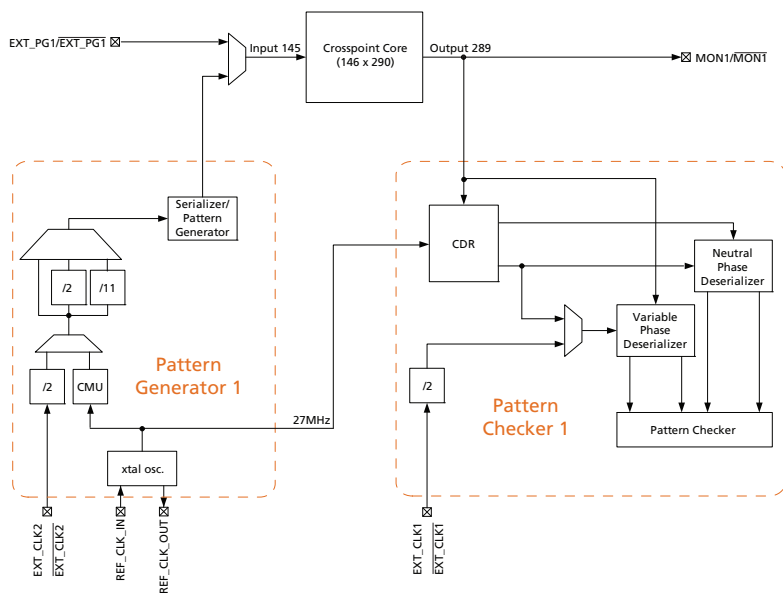 EXT_PG1/EXT_PG1
Input 145
Crosspoint Core
(146 x 290)
Output 289
MON1/MON1
Serializer/
Pattern
Generator
/2
/11
/2
CMU
Pattern
Generator 1
27MHz
xtal osc.
EXT_CLK2
EXT_CLK2
REF_CLK_IN
REF_CLK_OUT
CDR
Neutral
Phase
Deserializer
Variable
Phase
Deserializer
/2
Pattern
Checker 1
Pattern Checker
EXT_CLK1
EXT_CLK1